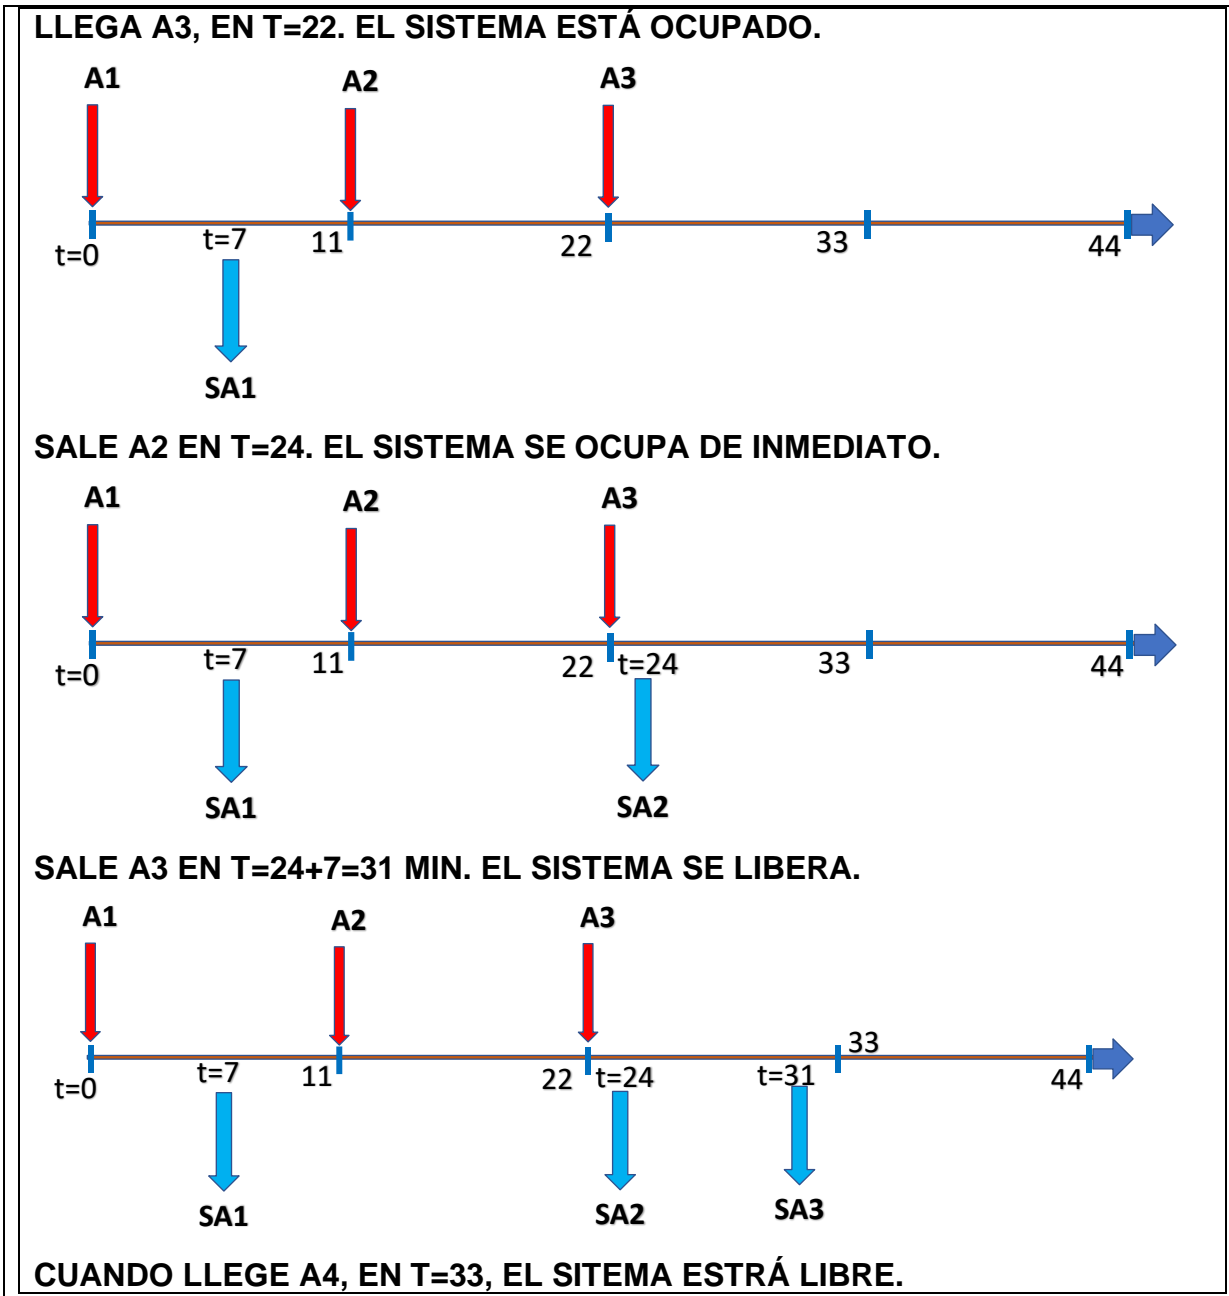 LLEGA A3, EN T=22. EL SISTEMA ESTÁ OCUPADO.
A1 A2 A3
t=0 t=7 11 22 33 44
SA1
SALE A2 EN T=24. EL SISTEMA SE OCUPA DE INMEDIATO.
A1 A2 A3
t=0 t=7 11 22 t=24 33 44
SA1 SA2
SALE A3 EN T=24+7=31 MIN. EL SISTEMA SE LIBERA.
A1 A2 A3
33
t=0 t=7 11 22 t=24 t=31 44
SA1 SA2 SA3
CUANDO LLEGE A4, EN T=33, EL SITEMA ESTRÁ LIBRE.